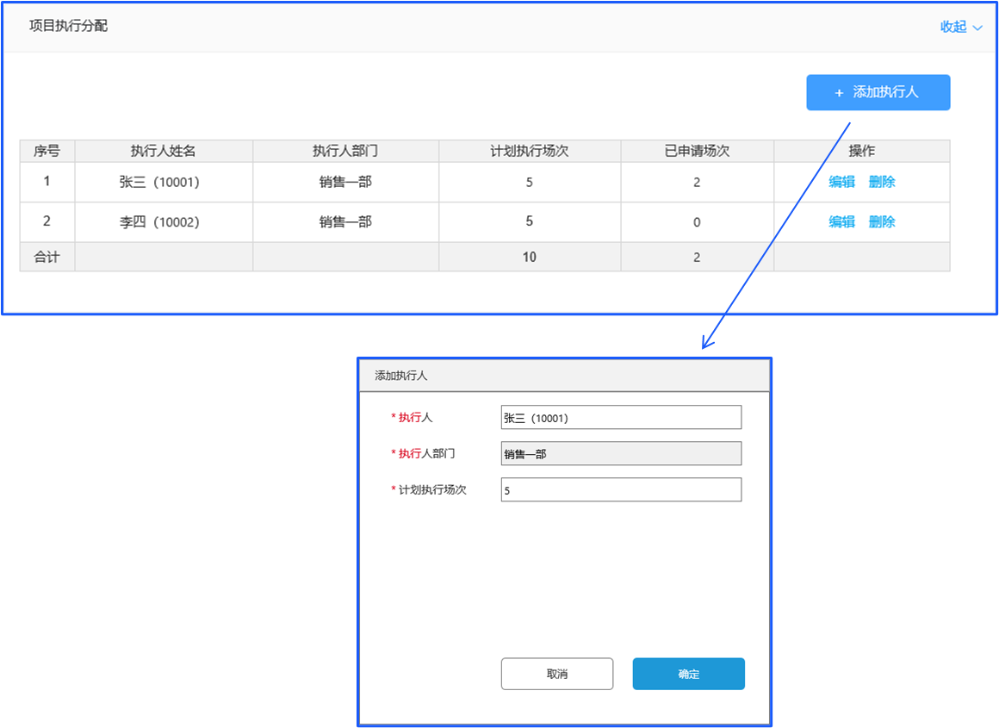 项目执行分配 收起
+ 添加执行人
序号 执行人姓名 执行人部门 计划执行场次 已申请场次 操作
1 张三（10001） 销售一部 5 2 编辑 删除
2 李四（10002） 销售一部 5 0 编辑 删除
合计 10 2
添加执行人
* 执行人 张三（10001）
* 执行人部门 销售一部
* 计划执行场次 5
取消 确定